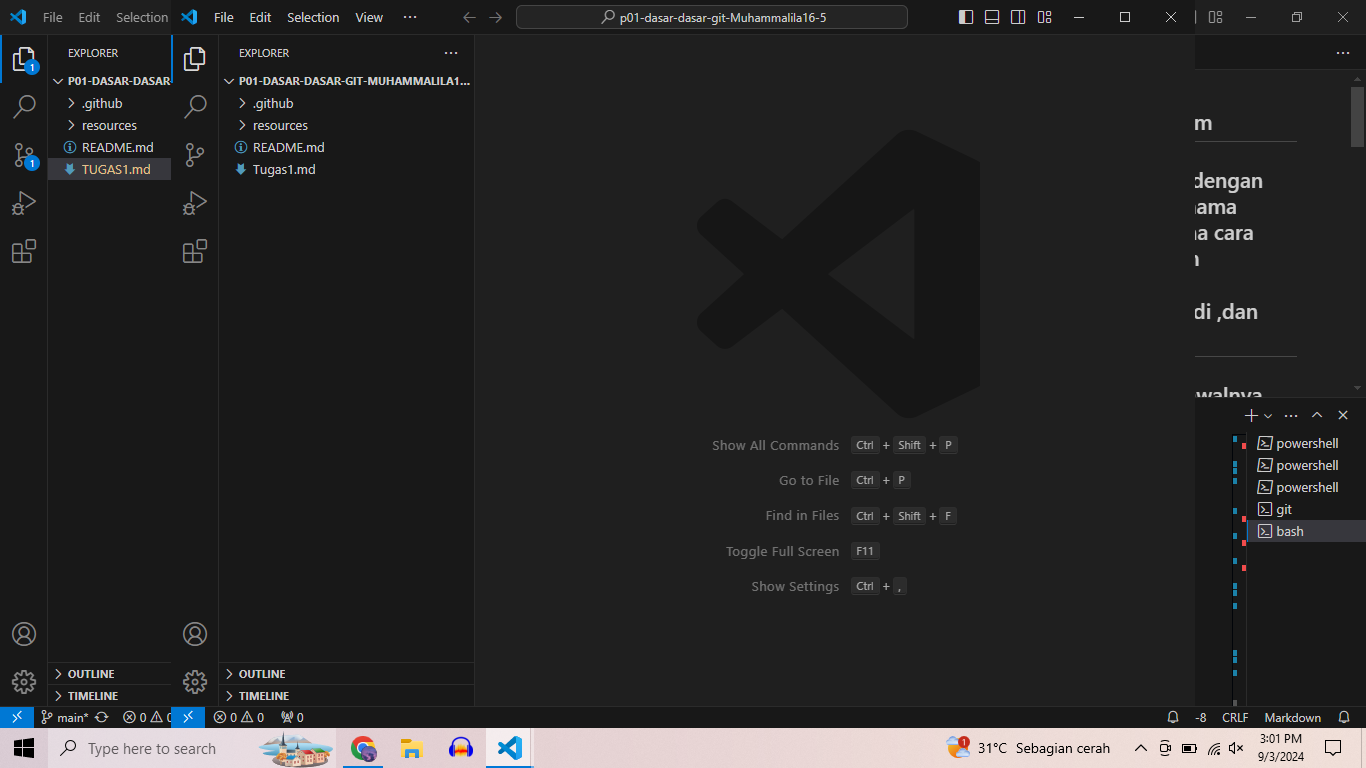 File Edit Selection
File Edit Selection View ···
p01-dasar-dasar-git-Muhammalila16-5
EXPLORER
P01-DASAR-DASAR
.github
resources
README.md
TUGAS1.md
1
1
EXPLORER
P01-DASAR-DASAR-GIT-MUHAMMALILA1...
.github
resources
README.md
Tugas1.md
Show All Commands Ctrl + Shift + P
Go to File Ctrl + P
Find in Files Ctrl + Shift + F
Toggle Full Screen F11
Show Settings Ctrl + ,
dengan
cara
di ,dan
powershell
powershell
powershell
git
bash
OUTLINE
TIMELINE
OUTLINE
TIMELINE
main* 0 0
0 0 0
-8 CRLF Markdown
Type here to search
1
31°C Sebagian cerah
3:01 PM
9/3/2024